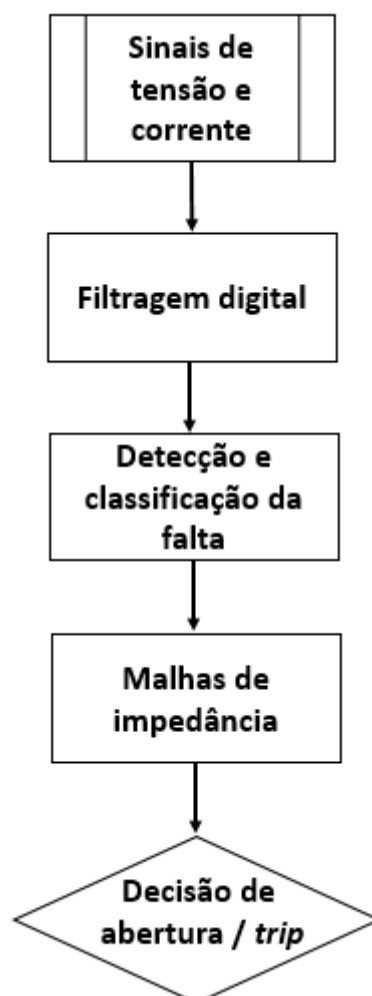 Sinais de
tensão e
corrente
Filtragem digital
Detecção e
classificação da
falta
Malhas de
impedância
Decisão de
abertura / trip